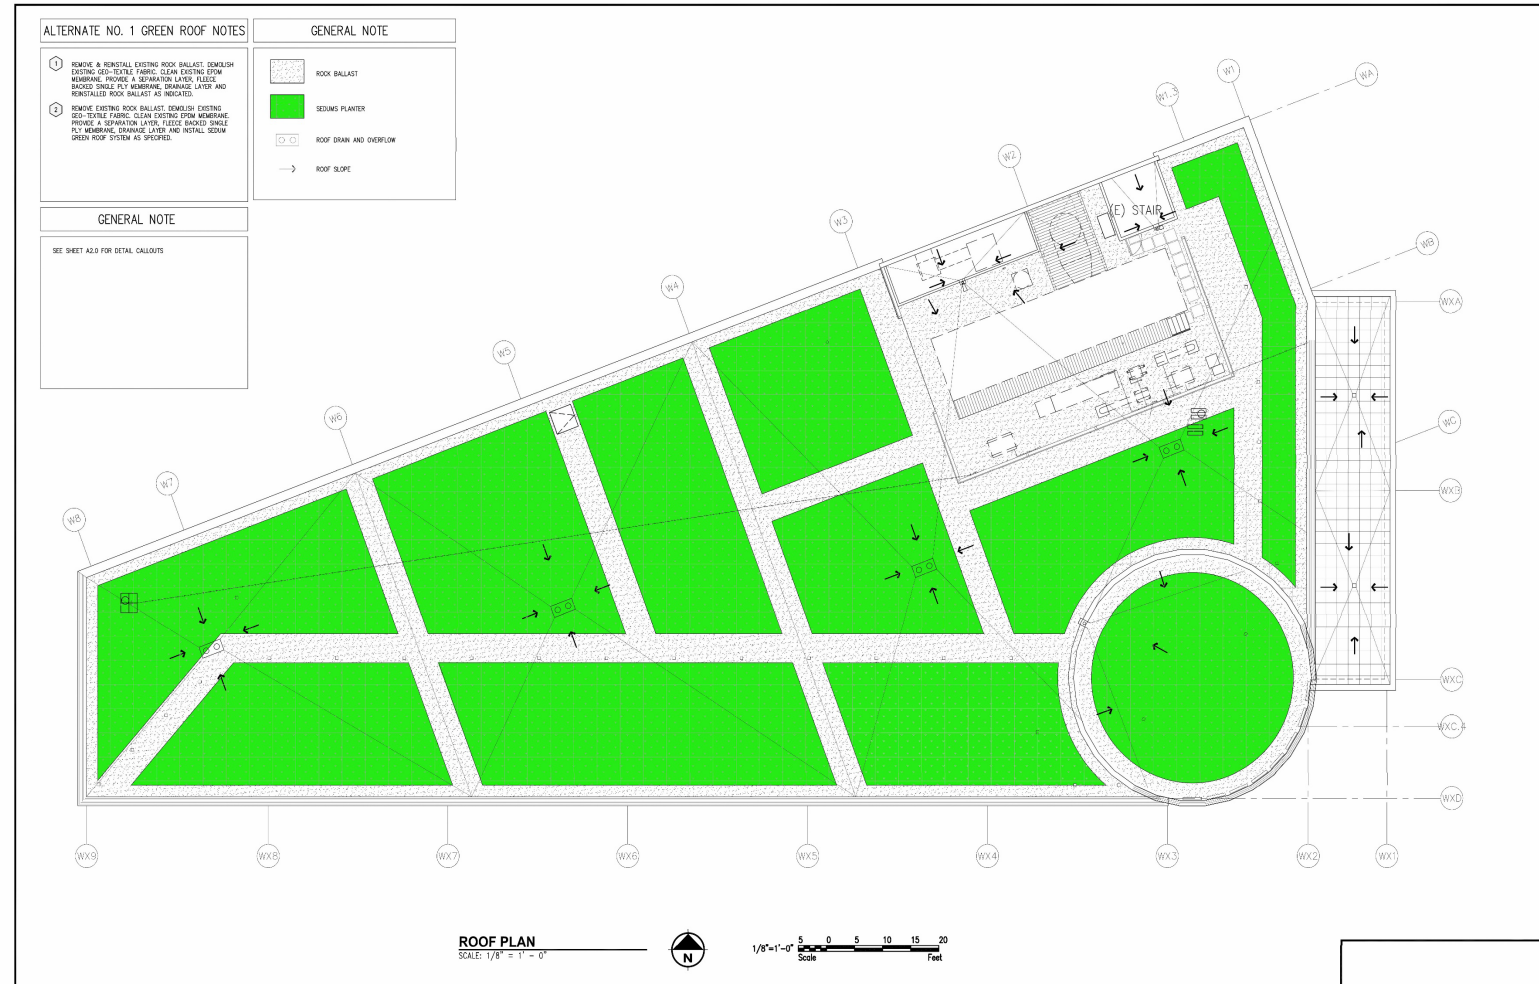 ALTERNATE NO. 1 GREEN ROOF NOTES
1
REMOVE & REINSTALL EXISTING ROCK BALLAST. DEMOLISH
EXISTING GEO-TEXTILE FABRIC. CLEAN EXISTING EPDM
MEMBRANE. PROVIDE A SEPARATION LAYER, FLEECE
BACKED SINGLE PLY MEMBRANE, DRAINAGE LAYER AND
REINSTALLED ROCK BALLAST AS INDICATED.
2
REMOVE EXISTING ROCK BALLAST. DEMOLISH EXISTING
GEO-TEXTILE FABRIC. CLEAN EXISTING EPDM MEMBRANE.
PROVIDE A SEPARATION LAYER, FLEECE BACKED SINGLE
PLY MEMBRANE, DRAINAGE LAYER AND INSTALL SEDUM
GREEN ROOF SYSTEM AS SPECIFIED.
GENERAL NOTE
SEE SHEET A2.0 FOR DETAIL CALLOUTS
GENERAL NOTE
ROCK BALLAST
SEDUMS PLANTER
ROOF DRAIN AND OVERFLOW
ROOF SLOPE
W8
W7
W6
W5
W4
W3
W2
W1.3
W1
WA
WB
WC
(E) STAIR
WXA
WXB
WXC
WXC.4
WXD
WX9
WX8
WX7
WX6
WX5
WX4
WX3
WX2
WX1
ROOF PLAN
SCALE: 1/8" = 1' - 0"
N
1/8"=1'-0"
5 0 5 10 15 20
Scale Feet